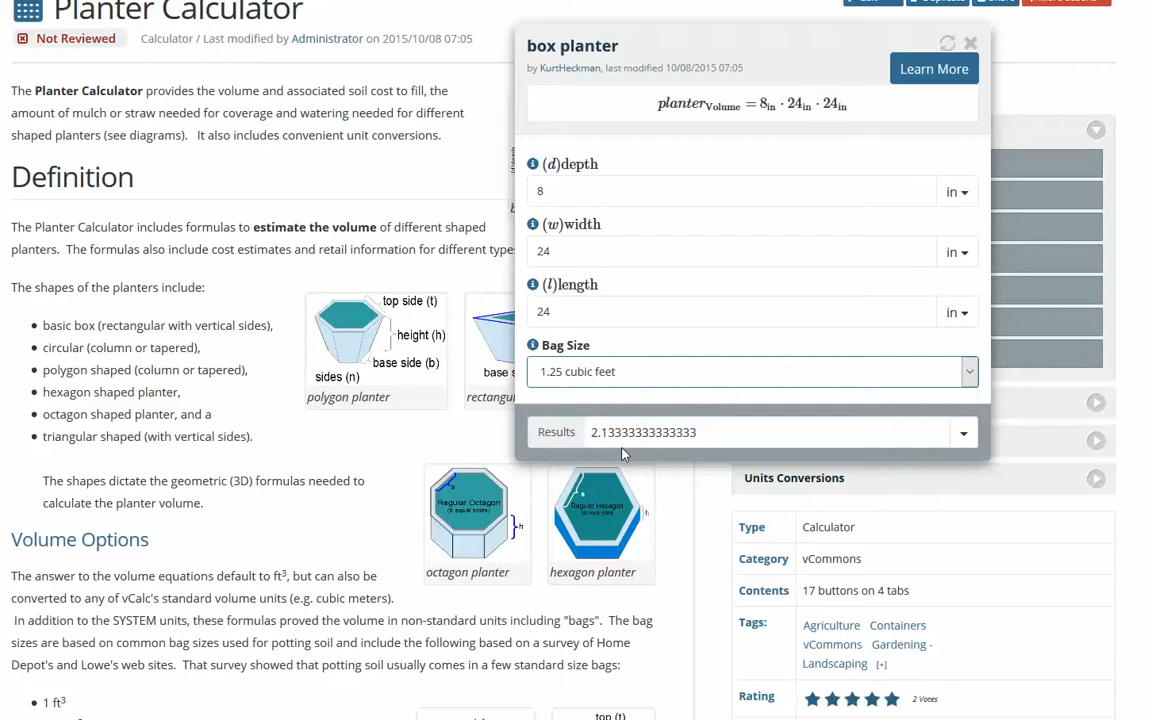 Planter Calculator
Not Reviewed
Calculator / Last modified by Administrator on 2015/10/08 07:05
The Planter Calculator provides the volume and associated soil cost to fill, the
amount of mulch or straw needed for coverage and watering needed for different
shaped planters (see diagrams). It also includes convenient unit conversions.
Definition
The Planter Calculator includes formulas to estimate the volume of different shaped
planters. The formulas also include cost estimates and retail information for different type
The shapes of the planters include:
• basic box (rectangular with vertical sides),
• circular (column or tapered),
• polygon shaped (column or tapered),
• hexagon shaped planter,
• octagon shaped planter, and a
• triangular shaped (with vertical sides).
top side (t)
height (h)
base side (b)
sides (n)
polygon planter
base s
rectangu
The shapes dictate the geometric (3D) formulas needed to
calculate the planter volume.
Regular Octagon
(8 equal sides)
h
octagon planter
Regular Hexagon
h
hexagon planter
Volume Options
The answer to the volume equations default to ft³, but can also be
converted to any of vCalc's standard volume units (e.g. cubic meters).
In addition to the SYSTEM units, these formulas proved the volume in non-standard units including "bags". The bag
sizes are based on common bag sizes used for potting soil and include the following based on a survey of Home
Depot's and Lowe's web sites. That survey showed that potting soil usually comes in a few standard size bags:
• 1 ft³
top (t)
box planter
by KurtHeckman, last modified 10/08/2015 07:05
Learn More
planterVolume = 8in · 24in · 24in
(d)depth
8
in
(w)width
24
in
(l)length
24
in
Bag Size
1.25 cubic feet
Results 2.13333333333333
Units Conversions
Type Calculator
Category vCommons
Contents 17 buttons on 4 tabs
Tags: Agriculture Containers
vCommons Gardening -
Landscaping [+]
Rating 2 Votes